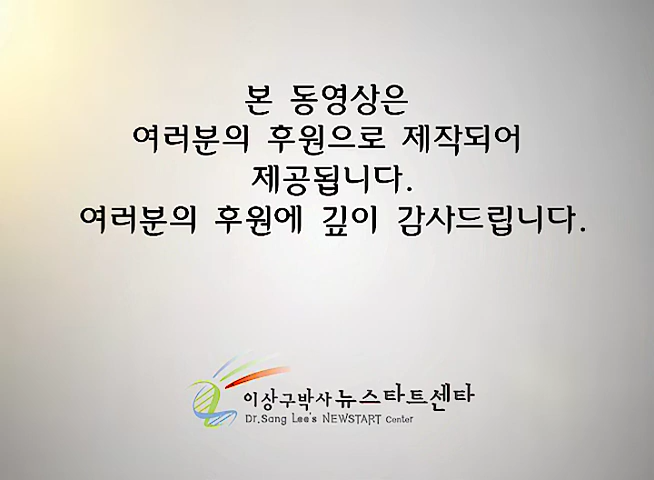 본 동영상은
여러분의 후원으로 제작되어
제공됩니다.
여러분의 후원에 깊이 감사드립니다.
이상구박사 뉴스타트센타
Dr.Sang Lee's NEWSTART Center